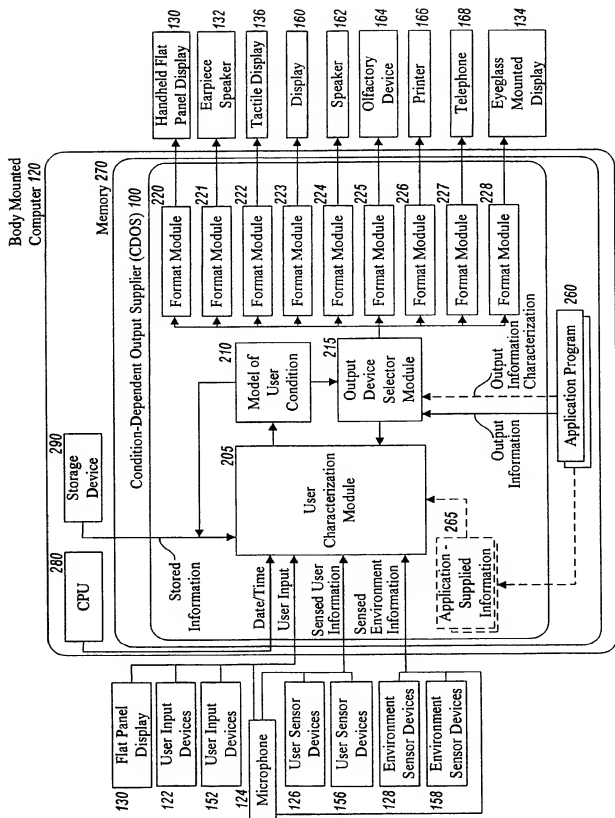 Body Mounted
Computer 120
Memory 270
Condition-Dependent Output Supplier (CDOS) 100
280
CPU
290
Storage
Device
Stored
Information
Date/Time
User Input
Sensed User
Information
Sensed
Environment
Information
130
Flat Panel
Display
122
User Input
Devices
152
User Input
Devices
124
Microphone
126
User Sensor
Devices
156
User Sensor
Devices
128
Environment
Sensor Devices
158
Environment
Sensor Devices
205
User
Characterization
Module
210
Model of
User
Condition
215
Output
Device
Selector
Module
265
Application -
Supplied
Information
Output
Information
Output
Information
Characterization
260
Application Program
220
Format Module
221
Format Module
222
Format Module
223
Format Module
224
Format Module
225
Format Module
226
Format Module
227
Format Module
228
Format Module
130
Handheld Flat
Panel Display
132
Earpiece
Speaker
136
Tactile Display
160
Display
162
Speaker
164
Olfactory
Device
166
Printer
168
Telephone
134
Eyeglass
Mounted
Display